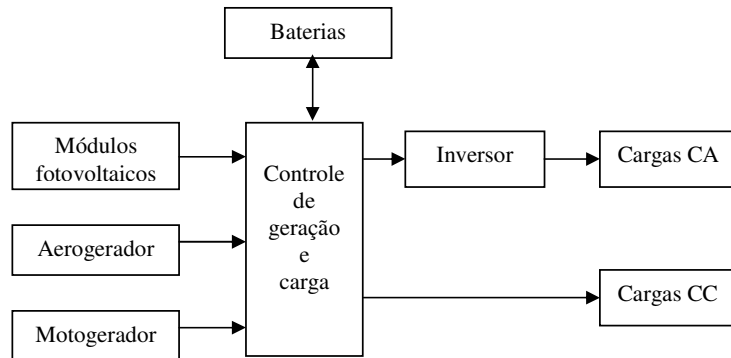 Baterias
Módulos
fotovoltaicos
Controle
de
geração
e
carga
Inversor
Cargas CA
Aerogerador
Cargas CC
Motogerador